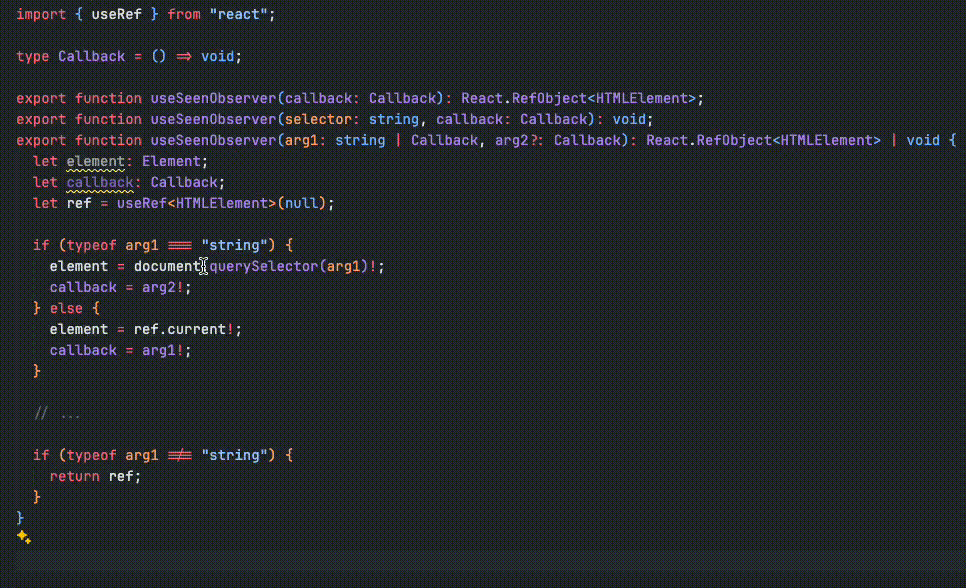 import { useRef } from "react";
type Callback = () => void;
export function useSeenObserver(callback: Callback): React.RefObject<HTMLElement>;
export function useSeenObserver(selector: string, callback: Callback): void;
export function useSeenObserver(arg1: string | Callback, arg2?: Callback): React.RefObject<HTMLElement> | void {
let element: Element;
let callback: Callback;
let ref = useRef<HTMLElement>(null);
if (typeof arg1 === "string") {
element = document.querySelector(arg1)!;
callback = arg2!;
} else {
element = ref.current!;
callback = arg1!;
}
// ...
if (typeof arg1 !== "string") {
return ref;
}
}